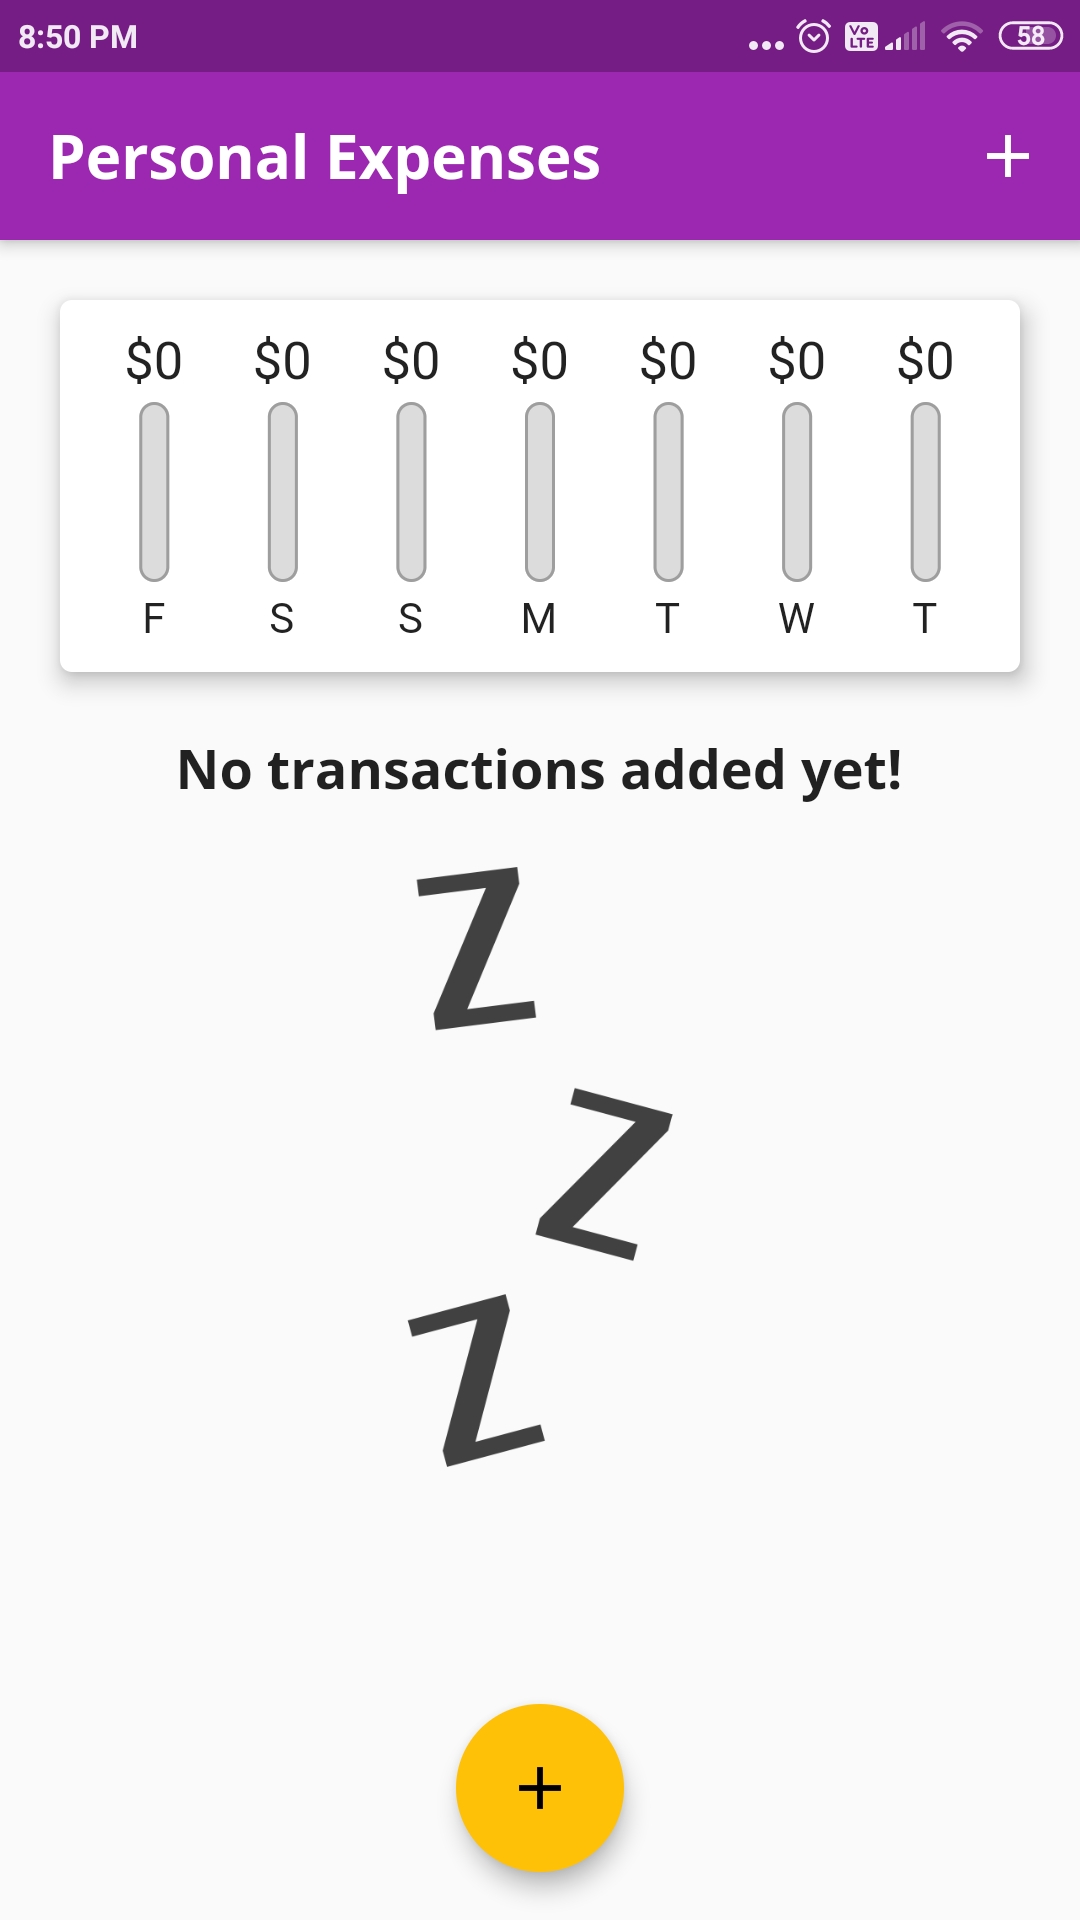 8:50 PM ... Vo LTE 58
Personal Expenses +
$0 $0 $0 $0 $0 $0 $0
F S S M T W T
No transactions added yet!
Z
Z
Z
+